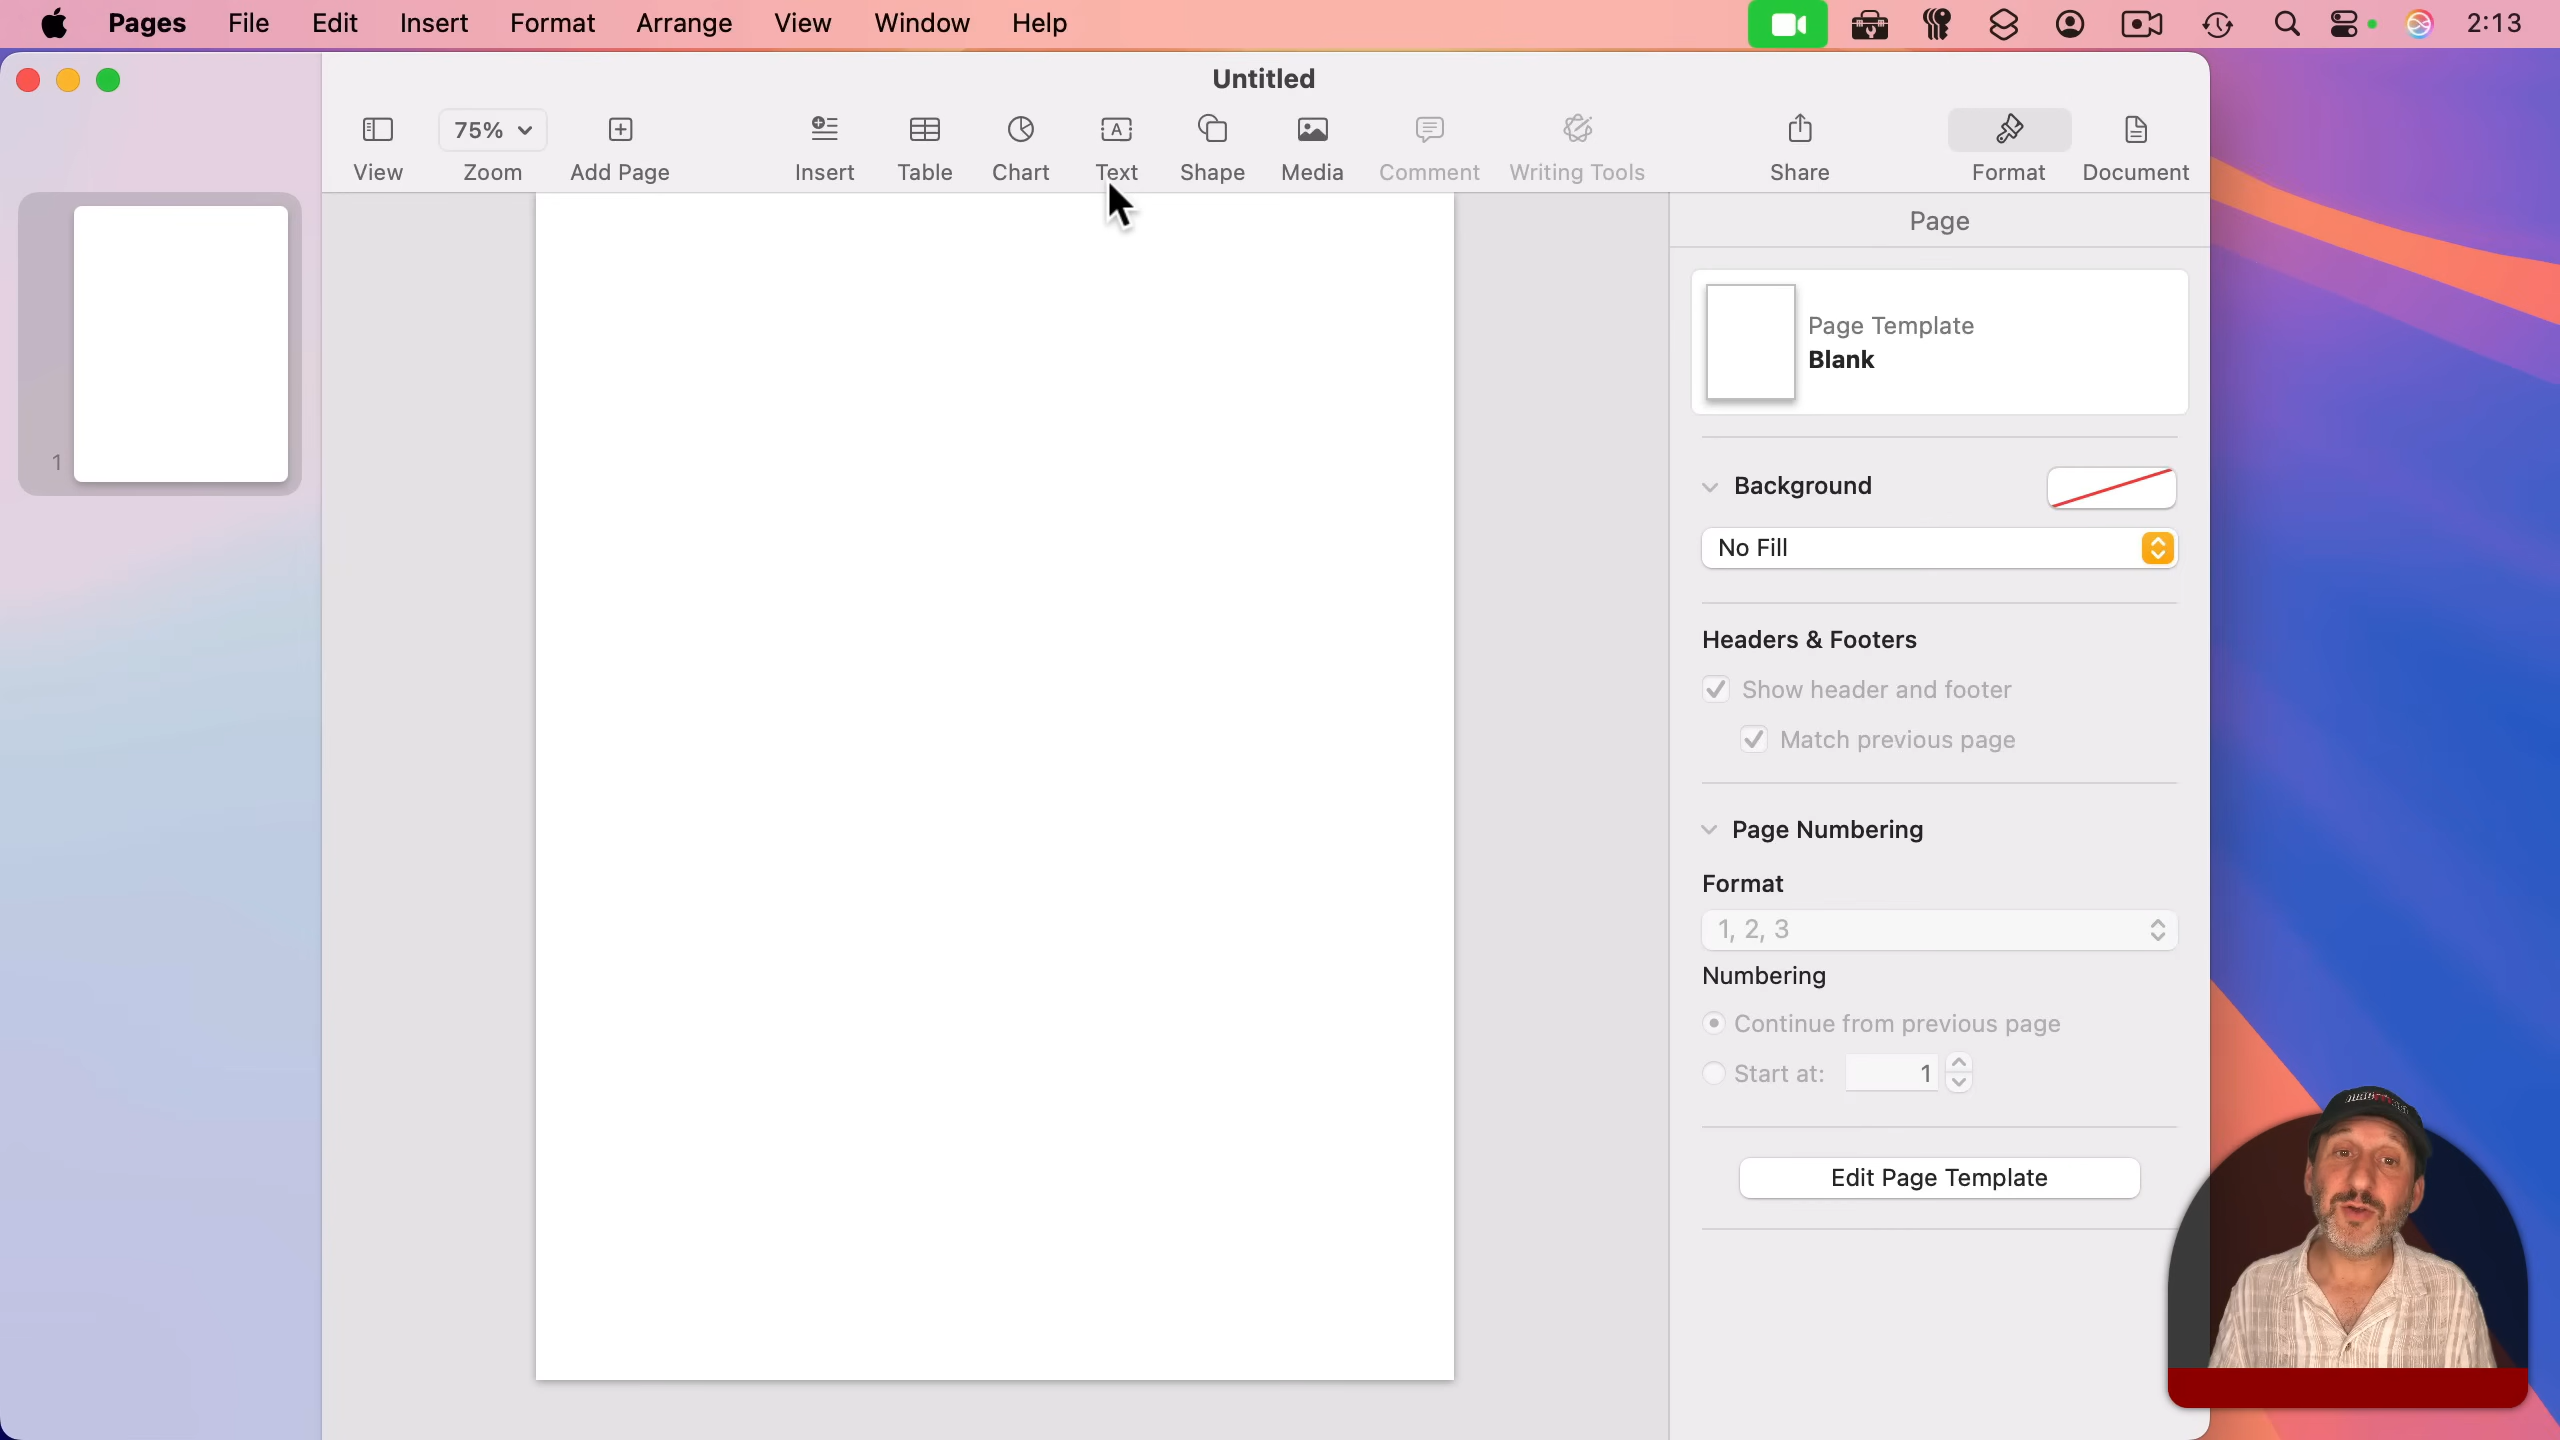 Pages File Edit Insert Format Arrange View Window Help 2:13
Untitled
75%
View Zoom Add Page Insert Table Chart Text Shape Media Comment Writing Tools Share Format Document
Page
Page Template
Blank
1
Background
No Fill
Headers & Footers
Show header and footer
Match previous page
Page Numbering
Format
1, 2, 3
Numbering
Continue from previous page
Start at: 1
Edit Page Template